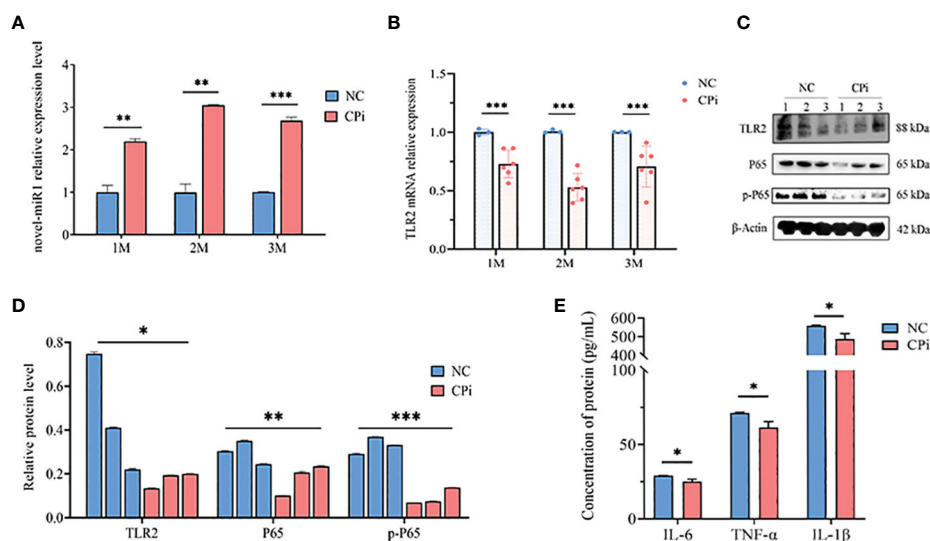 A
novel-miR1 relative expression level
4
3
2
1
0
**
**
***
1M
2M
3M
NC
CPi
B
TLR2 mRNA relative expression
1.5
1.0
0.5
0.0
***
***
***
1M
2M
3M
NC
CPi
C
NC CPi
1 2 3 1 2 3
TLR2 88 kDa
P65 65 kDa
p-P65 65 kDa
β-Actin 42 kDa
D
Relative protein level
0.8
0.6
0.4
0.2
0.0
*
**
***
TLR2
P65
p-P65
NC
CPi
E
Concentration of protein (pg/mL)
600
500
400
100
50
0
*
*
*
IL-6
TNF-α
IL-1β
NC
CPi